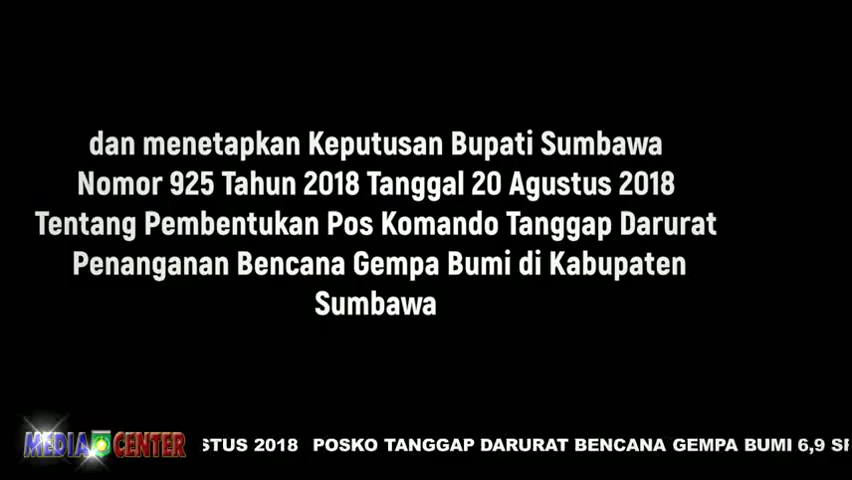 dan menetapkan Keputusan Bupati Sumbawa
Nomor 925 Tahun 2018 Tanggal 20 Agustus 2018
Tentang Pembentukan Pos Komando Tanggap Darurat
Penanganan Bencana Gempa Bumi di Kabupaten
Sumbawa
MEDIA CENTER
STUS 2018 POSKO TANGGAP DARURAT BENCANA GEMPA BUMI 6,9 S